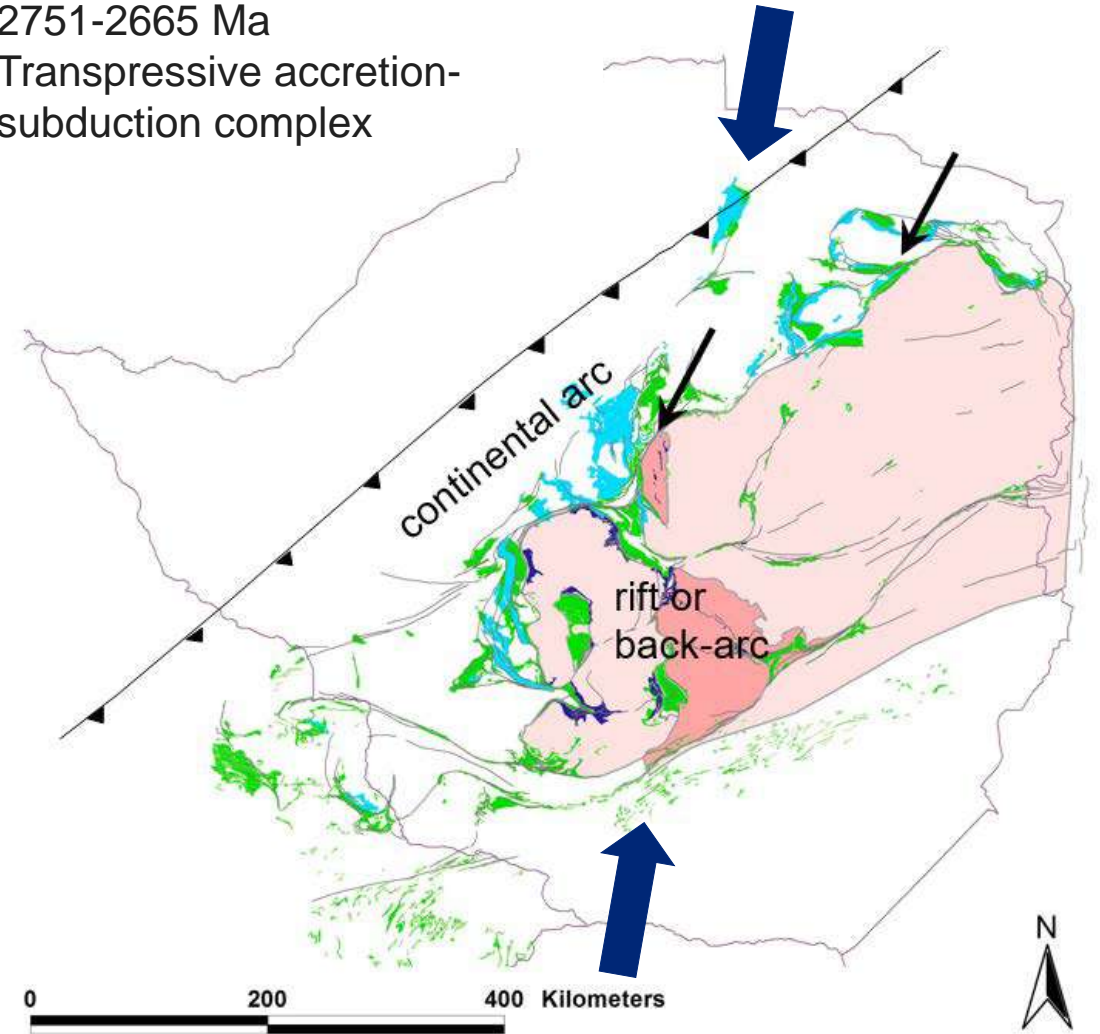 2751-2665 Ma
Transpressive accretion-
subduction complex
continental arc
rift or
back-arc
N
0 200 400 Kilometers